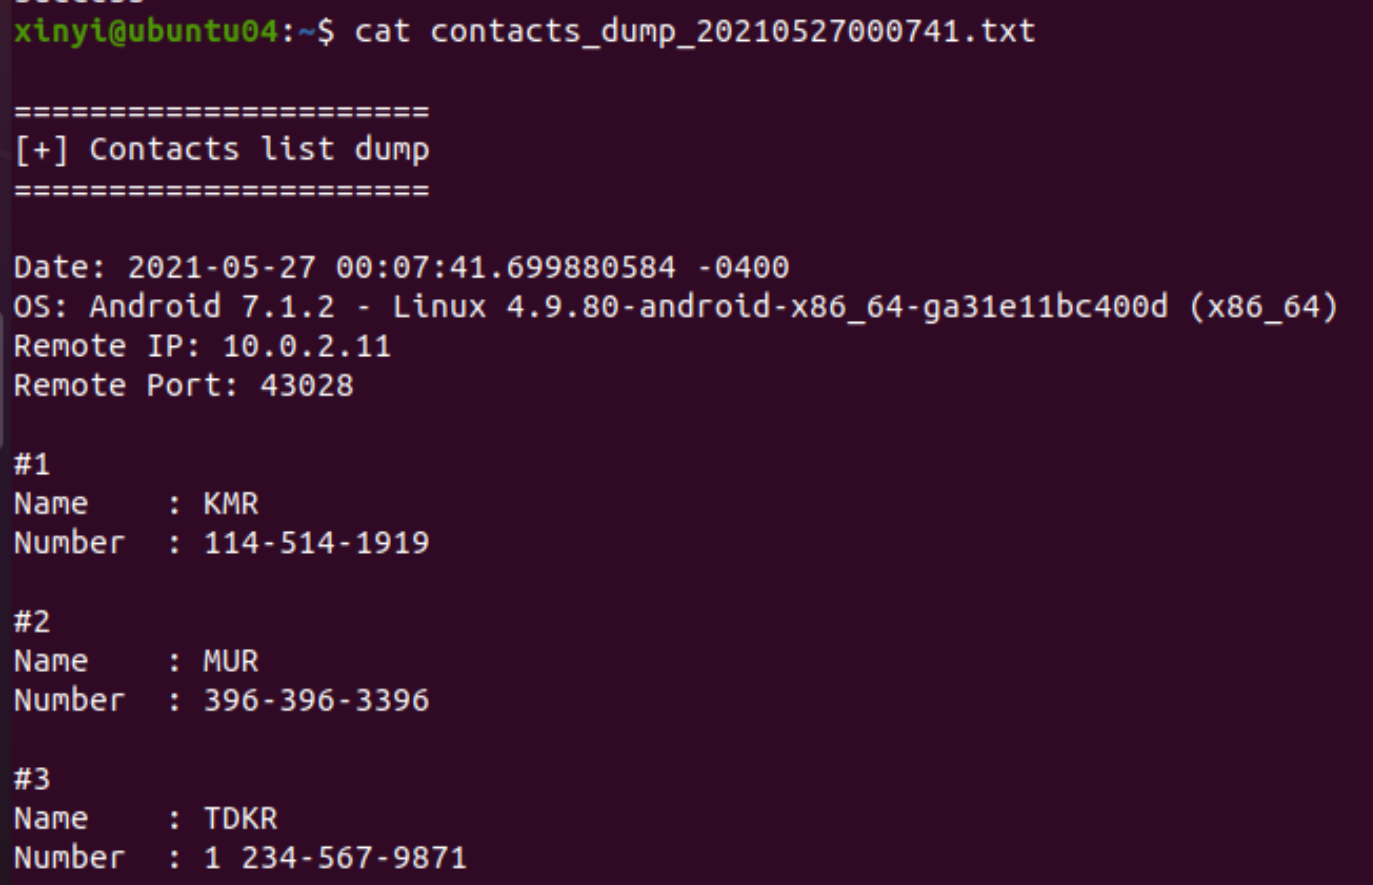 xinyi@ubuntu04:~$ cat contacts_dump_20210527000741.txt
======================
[+] Contacts list dump
======================
Date: 2021-05-27 00:07:41.699880584 -0400
OS: Android 7.1.2 - Linux 4.9.80-android-x86_64-ga31e11bc400d (x86_64)
Remote IP: 10.0.2.11
Remote Port: 43028
#1
Name    : KMR
Number  : 114-514-1919
#2
Name    : MUR
Number  : 396-396-3396
#3
Name    : TDKR
Number  : 1 234-567-9871